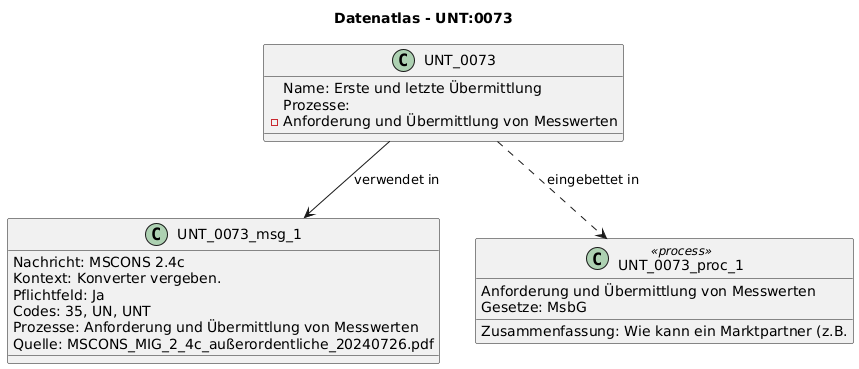 Datenatlas - UNT:0073
C UNT_0073
Name: Erste und letzte Übermittlung
Prozesse:
Anforderung und Übermittlung von Messwerten
verwendet in
eingebettet in
C UNT_0073_msg_1
Nachricht: MSCONS 2.4c
Kontext: Konverter vergeben.
Pflichtfeld: Ja
Codes: 35, UN, UNT
Prozesse: Anforderung und Übermittlung von Messwerten
Quelle: MSCONS_MIG_2_4c_außerordentliche_20240726.pdf
«process»
C UNT_0073_proc_1
Anforderung und Übermittlung von Messwerten
Gesetze: MsbG
Zusammenfassung: Wie kann ein Marktpartner (z.B.